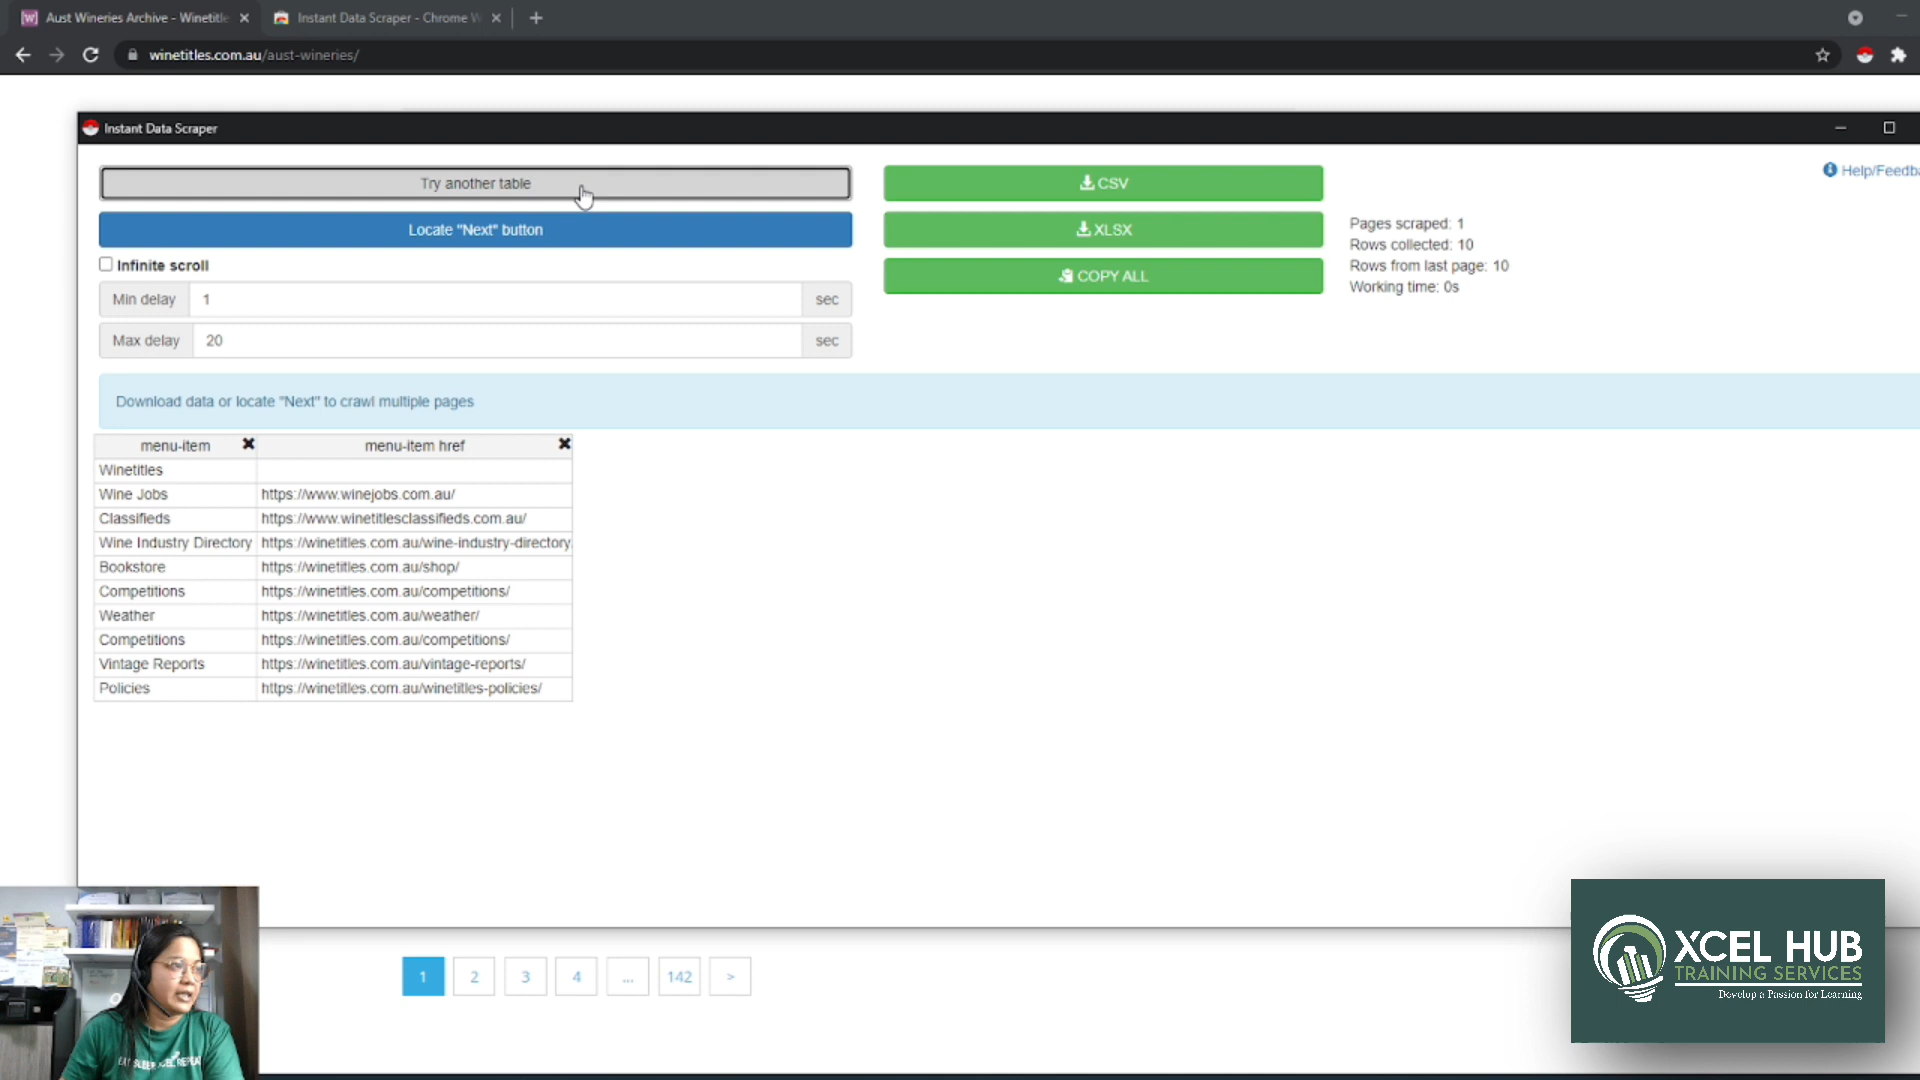 Aust Wineries Archive - Winetitle
Instant Data Scraper - Chrome W
winetitles.com.au/aust-wineries/
Instant Data Scraper
Try another table
CSV
Help/Feedba
Locate "Next" button
XLSX
Pages scraped: 1
Rows collected: 10
Rows from last page: 10
Working time: 0s
Infinite scroll
COPY ALL
Min delay 1 sec
Max delay 20 sec
Download data or locate "Next" to crawl multiple pages
menu-item menu-item href
Winetitles
Wine Jobs https://www.winejobs.com.au/
Classifieds https://www.winetitlesclassifieds.com.au/
Wine Industry Directory https://winetitles.com.au/wine-industry-directory.
Bookstore https://winetitles.com.au/shop/
Competitions https://winetitles.com.au/competitions/
Weather https://winetitles.com.au/weather/
Competitions https://winetitles.com.au/competitions/
Vintage Reports https://winetitles.com.au/vintage-reports/
Policies https://winetitles.com.au/winetitles-policies/
1 2 3 4 ... 142 >
XCEL HUB
TRAINING SERVICES
Develop a Passion for Learning
EAT, SLEEP, XCEL, REPEAT